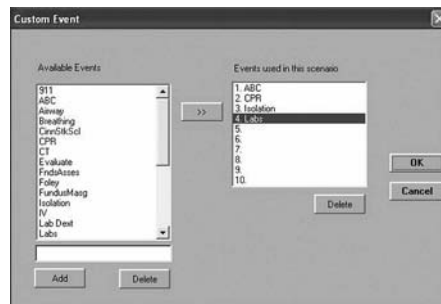 Custom Event
Available Events
911
ABC
Airway
Breathing
CinnStkScl
CPR
CT
Evaluate
FndsAsses
Foley
FundusMasg
Isolation
IV
Lab Dext
Labs
Add
Delete
>>
Events used in this scenario
1. ABC
2. CPR
3. Isolation
4. Labs
5.
6.
7.
8.
9.
10.
Delete
OK
Cancel